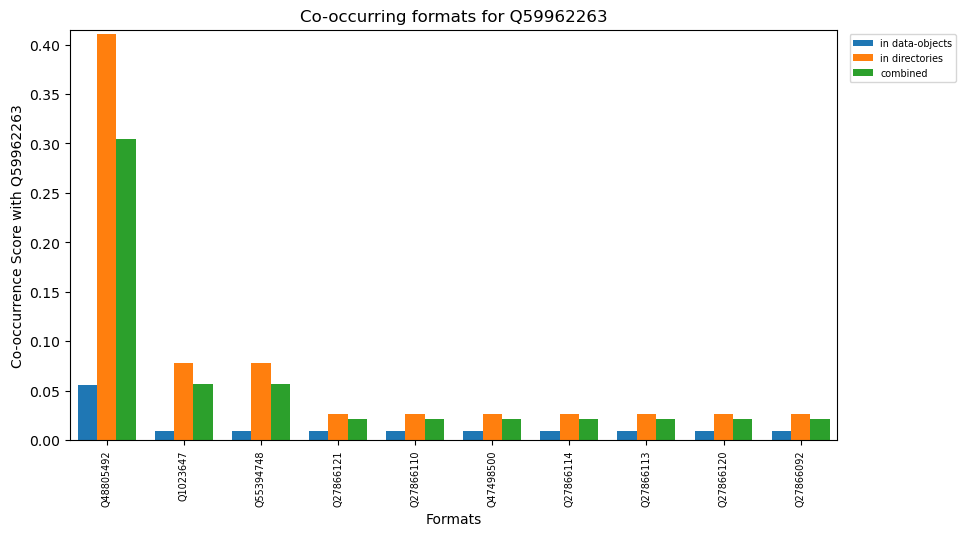 Co-occurring formats for Q59962263
in data-objects
in directories
combined
Co-occurrence Score with Q59962263
0.40
0.35
0.30
0.25
0.20
0.15
0.10
0.05
0.00
Q48805492
Q1023647
Q55394748
Q27866121
Q27866110
Q47498500
Q27866114
Q27866113
Q27866120
Q27866092
Formats